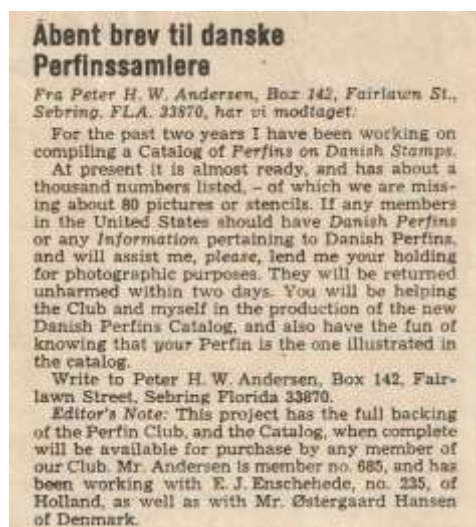 Åbent brev til danske
Perfinssamlere
Fra Peter H. W. Andersen, Box 142, Fairlawn St.,
Sebring. FLA. 33870, har vi modtaget:
For the past two years I have been working on
compiling a Catalog of Perfins on Danish Stamps.
At present it is almost ready, and has about a
thousand numbers listed, – of which we are miss-
ing about 80 pictures or stencils. If any members
in the United States should have Danish Perfins
or any Information pertaining to Danish Perfins,
and will assist me, please, lend me your holding
for photographic purposes. They will be returned
unharmed within two days. You will be helping
the Club and myself in the production of the new
Danish Perfins Catalog, and also have the fun of
knowing that your Perfin is the one illustrated in
the catalog.
Write to Peter H. W. Andersen, Box 142, Fair-
lawn Street, Sebring Florida 33870.
Editor's Note: This project has the full backing
of the Perfin Club, and the Catalog, when complete
will be available for purchase by any member of
our Club. Mr. Andersen is member no. 685, and has
been working with E. J. Enschehede, no. 235, of
Holland, as well as with Mr. Østergaard Hansen
of Denmark.